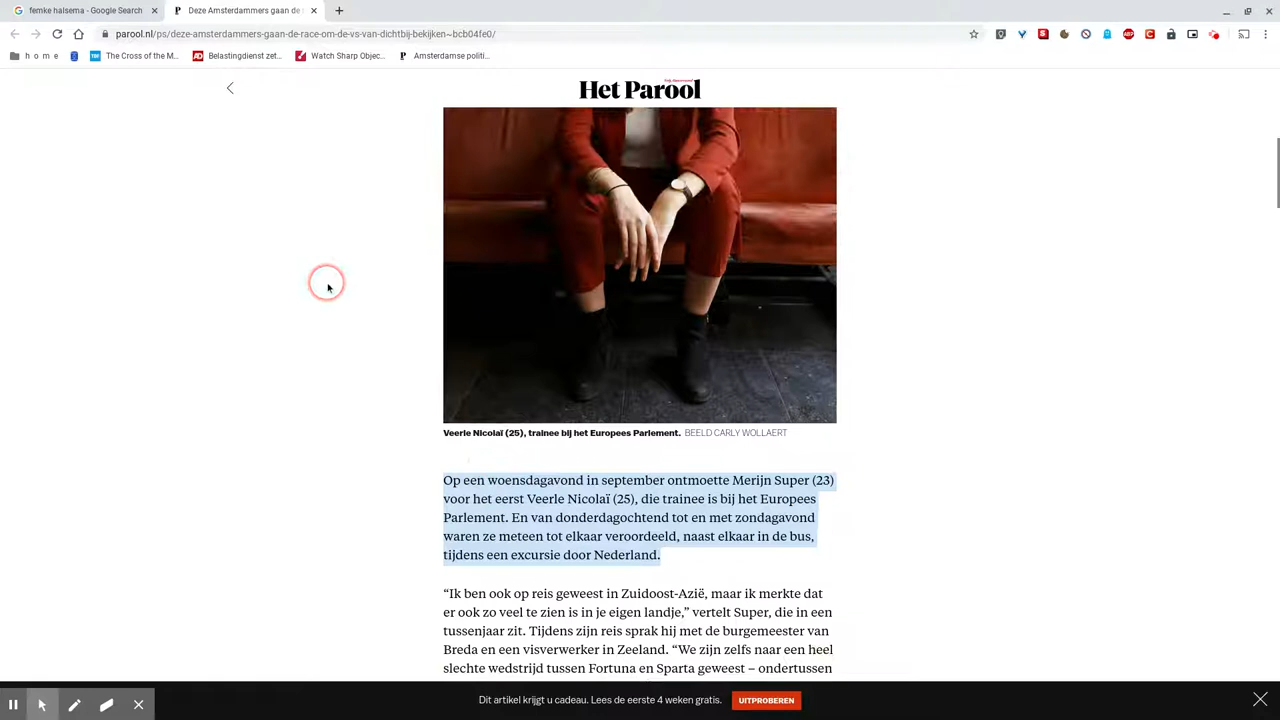 femke halsema - Google Search
Deze Amsterdammers gaan de
parool.nl/ps/deze-amsterdammers-gaan-de-race-om-de-vs-van-dichtbij-bekijken~bcb04fe0/
h o m e
The Cross of the M...
Belastingdienst zet...
Watch Sharp Objec...
Amsterdamse politi...
Het Parool
Veerle Nicolaï (25), trainee bij het Europees Parlement. BEELD CARLY WOLLAERT
Op een woensdagavond in september ontmoette Merijn Super (23)
voor het eerst Veerle Nicolaï (25), die trainee is bij het Europees
Parlement. En van donderdagochtend tot en met zondagavond
waren ze meteen tot elkaar veroordeeld, naast elkaar in de bus,
tijdens een excursie door Nederland.
“Ik ben ook op reis geweest in Zuidoost-Azië, maar ik merkte dat
er ook zo veel te zien is in je eigen landje,” vertelt Super, die in een
tussenjaar zit. Tijdens zijn reis sprak hij met de burgemeester van
Breda en een visverwerker in Zeeland. “We zijn zelfs naar een heel
slechte wedstrijd tussen Fortuna en Sparta geweest – ondertussen
Dit artikel krijgt u cadeau. Lees de eerste 4 weken gratis.
UITPROBEREN